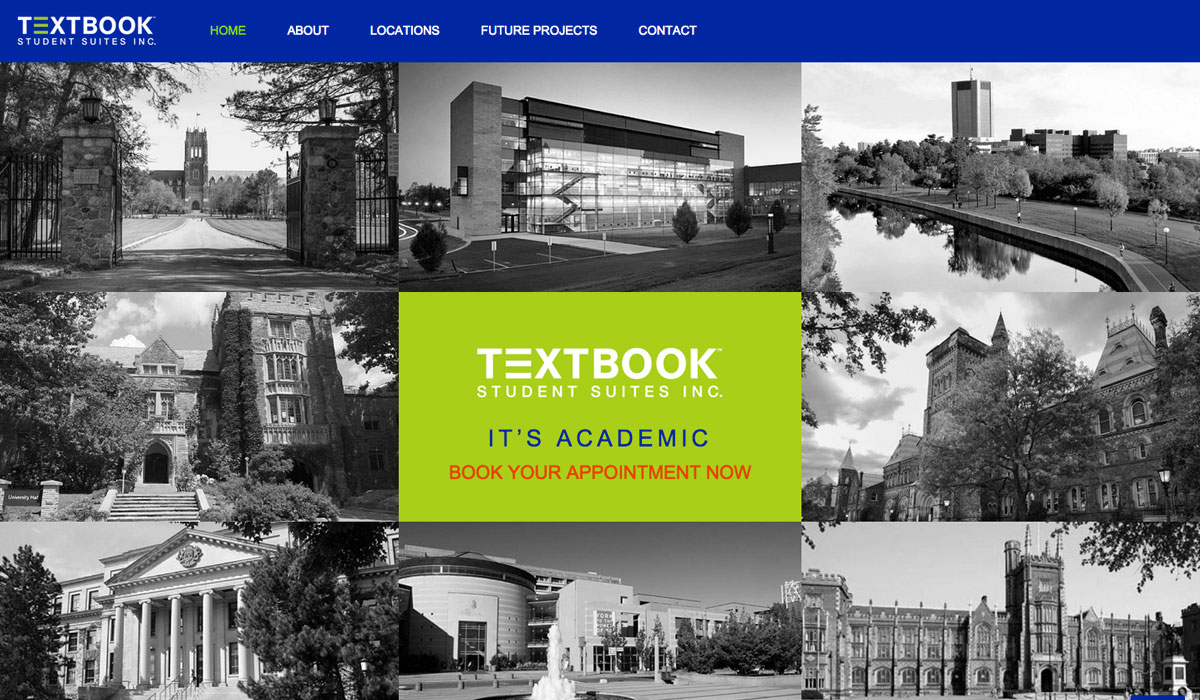 TEXTBOOK™
STUDENT SUITES INC.
HOME ABOUT LOCATIONS FUTURE PROJECTS CONTACT
University Hall
TEXTBOOK™
STUDENT SUITES INC.
IT'S ACADEMIC
BOOK YOUR APPOINTMENT NOW